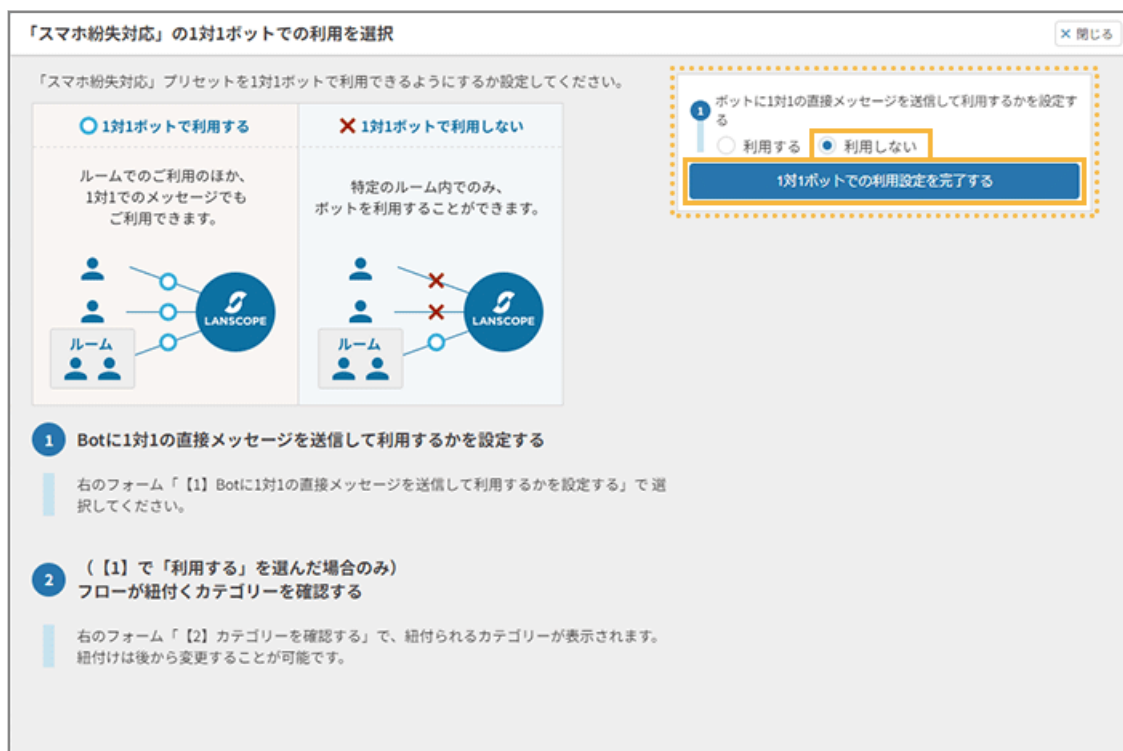 「スマホ紛失対応」の1対1ボットでの利用を選択
× 閉じる
「スマホ紛失対応」プリセットを1対1ボットで利用できるようにするか設定してください。
1対1ボットで利用する
1対1ボットで利用しない
ルームでのご利用のほか、
1対1でのメッセージでも
ご利用できます。
特定のルーム内でのみ、
ボットを利用することができます。
LANSCOPE
ルーム
LANSCOPE
ルーム
1
ボットに1対1の直接メッセージを送信して利用するかを設定す
る
利用する
利用しない
1対1ボットでの利用設定を完了する
1 Botに1対1の直接メッセージを送信して利用するかを設定する
右のフォーム「【1】Botに1対1の直接メッセージを送信して利用するかを設定する」で 選
択してください。
2
（【1】で「利用する」を選んだ場合のみ）
フローが紐付くカテゴリーを確認する
右のフォーム「【2】カテゴリーを確認する」で、紐付られるカテゴリーが表示されます。
紐付けは後から変更することが可能です。